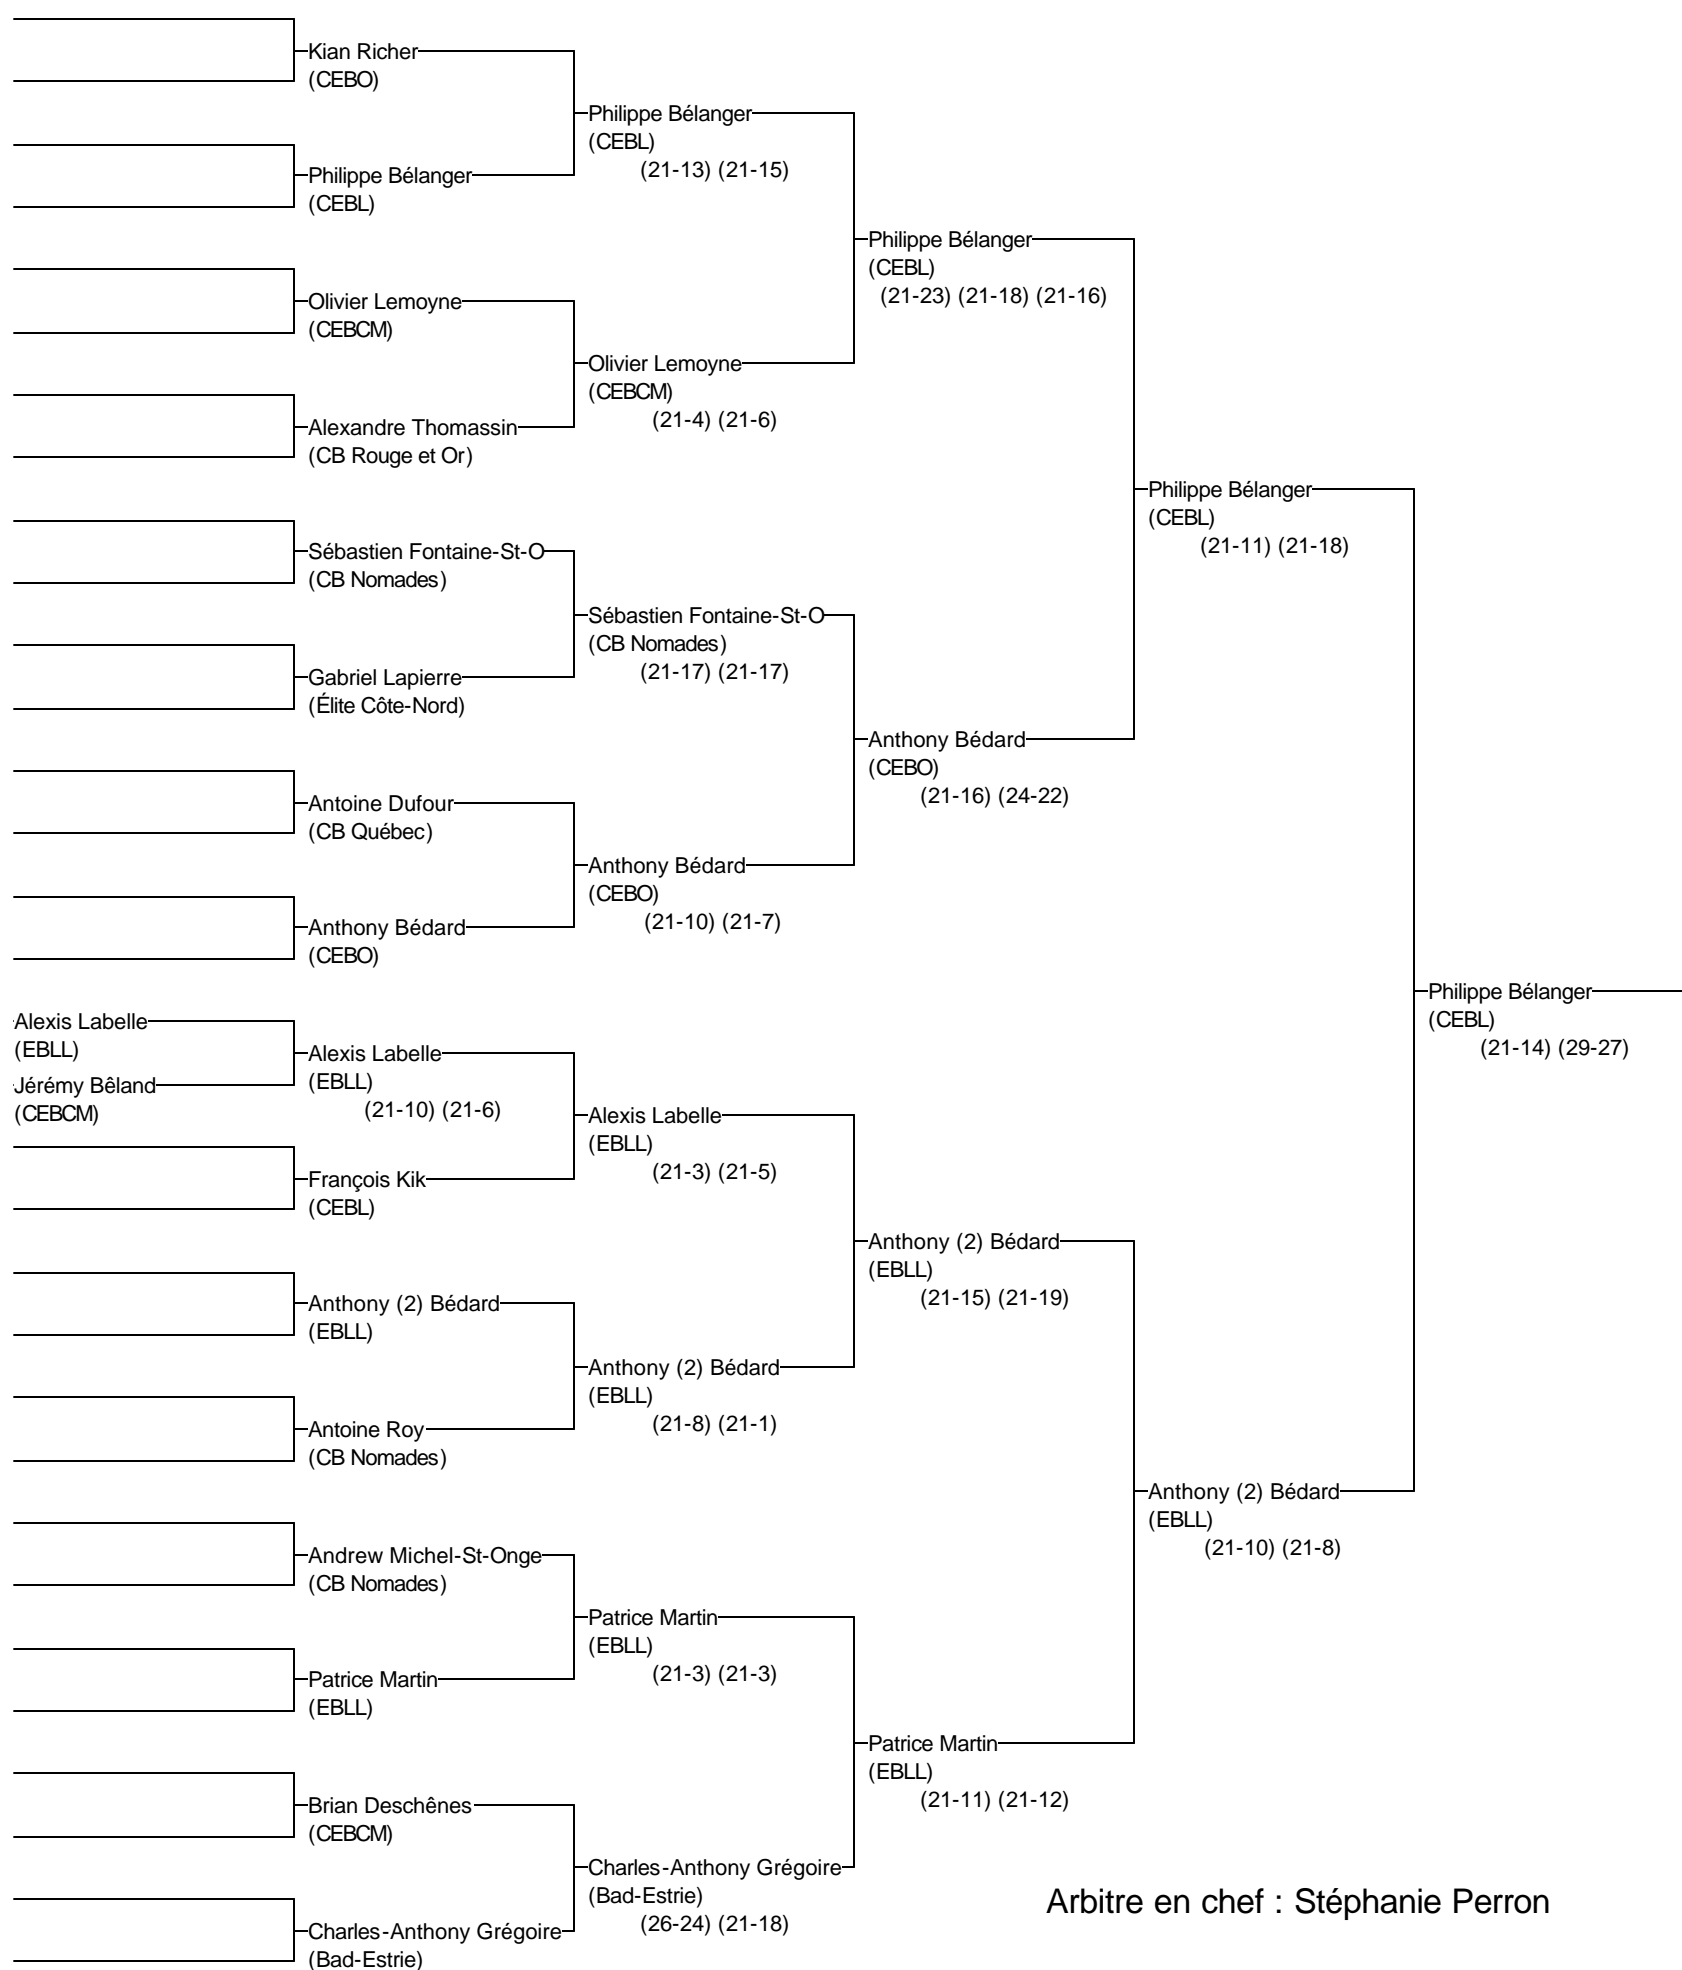 Kian Richer
(CEBO)
Philippe Bélanger
(CEBL)
(21-13) (21-15)
Philippe Bélanger
(CEBL)
Philippe Bélanger
(CEBL)
(21-23) (21-18) (21-16)
Olivier Lemoyne
(CEBCM)
Olivier Lemoyne
(CEBCM)
(21-4) (21-6)
Alexandre Thomassin
(CB Rouge et Or)
Philippe Bélanger
(CEBL)
(21-11) (21-18)
Sébastien Fontaine-St-O
(CB Nomades)
Sébastien Fontaine-St-O
(CB Nomades)
(21-17) (21-17)
Gabriel Lapierre
(Élite Côte-Nord)
Anthony Bédard
(CEBO)
(21-16) (24-22)
Antoine Dufour
(CB Québec)
Anthony Bédard
(CEBO)
(21-10) (21-7)
Anthony Bédard
(CEBO)
Philippe Bélanger
(CEBL)
(21-14) (29-27)
Alexis Labelle
(EBLL)
Jérémy Bêland
(CEBCM)
Alexis Labelle
(EBLL)
(21-10) (21-6)
Alexis Labelle
(EBLL)
(21-3) (21-5)
François Kik
(CEBL)
Anthony (2) Bédard
(EBLL)
(21-15) (21-19)
Anthony (2) Bédard
(EBLL)
Anthony (2) Bédard
(EBLL)
(21-8) (21-1)
Antoine Roy
(CB Nomades)
Anthony (2) Bédard
(EBLL)
(21-10) (21-8)
Andrew Michel-St-Onge
(CB Nomades)
Patrice Martin
(EBLL)
(21-3) (21-3)
Patrice Martin
(EBLL)
Patrice Martin
(EBLL)
(21-11) (21-12)
Brian Deschênes
(CEBCM)
Charles-Anthony Grégoire
(Bad-Estrie)
(26-24) (21-18)
Charles-Anthony Grégoire
(Bad-Estrie)
Arbitre en chef : Stéphanie Perron